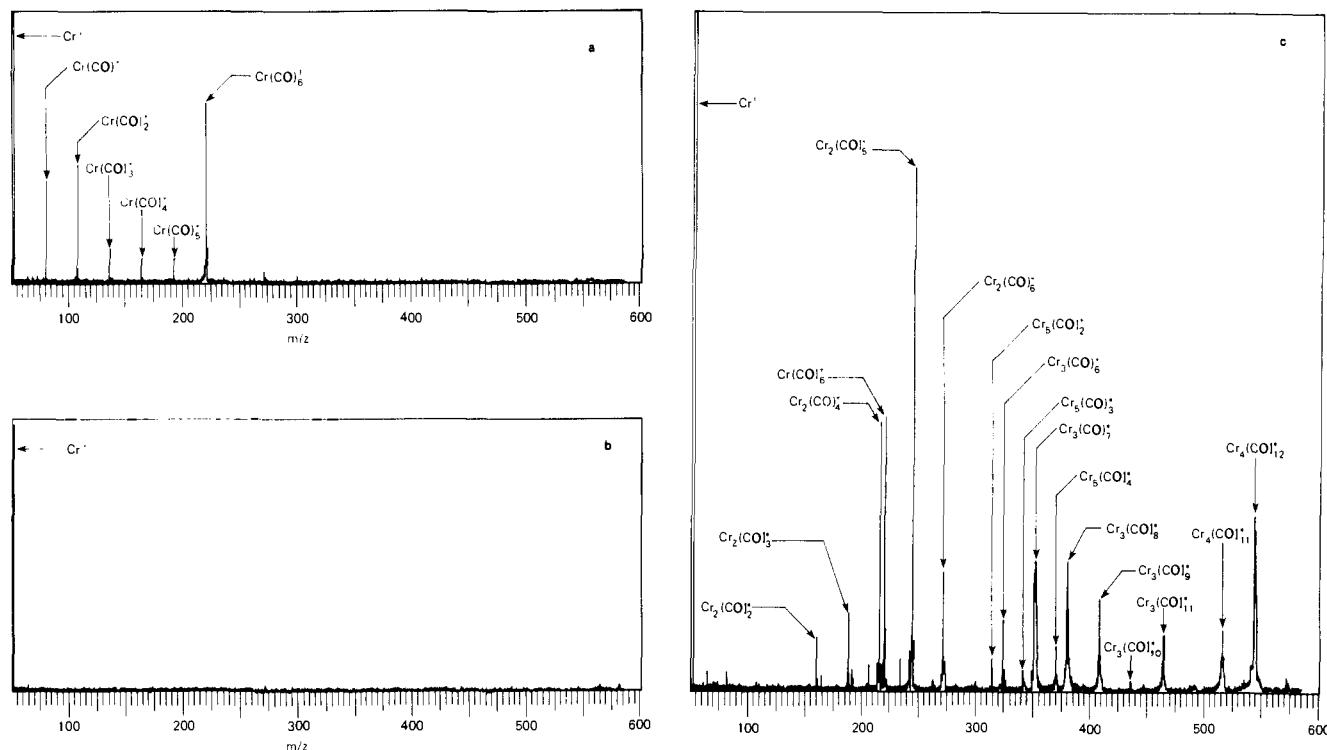 a
Cr⁺
Cr(CO)⁺
Cr(CO)₂⁺
Cr(CO)₃⁺
Cr(CO)₄⁺
Cr(CO)₅⁺
Cr(CO)₆⁺
100 200 300 400 500 600
m/z
b
Cr⁺
100 200 300 400 500 600
m/z
c
Cr⁺
Cr₂(CO)₅⁺
Cr₂(CO)₆⁺
Cr₅(CO)₂⁺
Cr₃(CO)₆⁺
Cr(CO)₆⁺
Cr₂(CO)₄⁺
Cr₅(CO)₃⁺
Cr₃(CO)₇⁺
Cr₅(CO)₄⁺
Cr₄(CO)₁₂⁺
Cr₂(CO)₃⁺
Cr₃(CO)₈⁺
Cr₄(CO)₁₁⁺
Cr₃(CO)₉⁺
Cr₂(CO)₂⁺
Cr₃(CO)₁₁⁺
Cr₃(CO)₁₀⁺
100 200 300 400 500 600
m/z